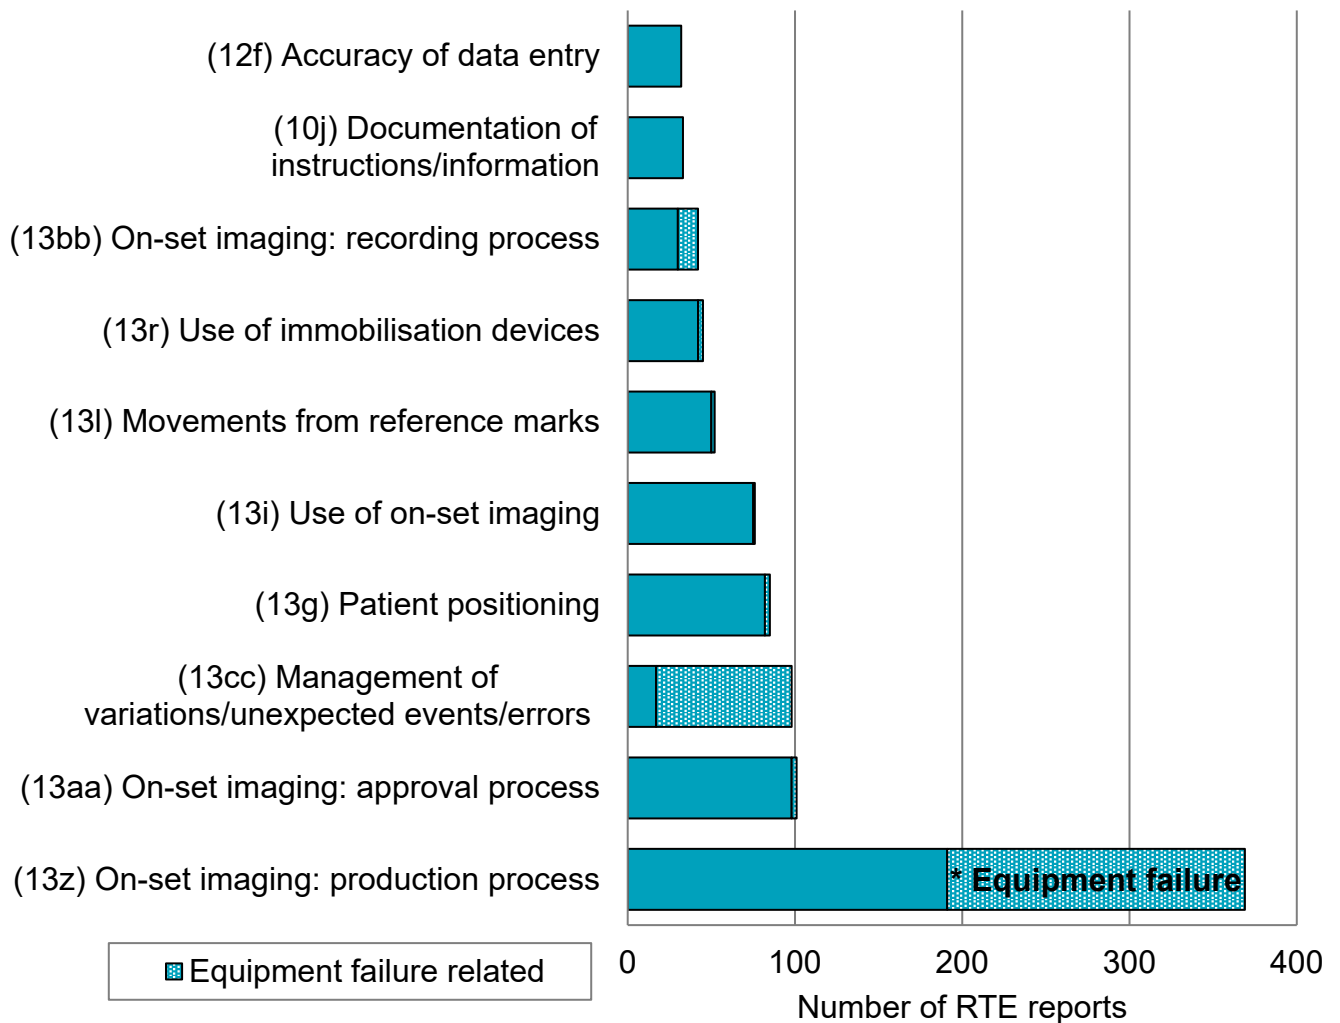 (12f) Accuracy of data entry
(10j) Documentation of
instructions/information
(13bb) On-set imaging: recording process
(13r) Use of immobilisation devices
(13l) Movements from reference marks
(13i) Use of on-set imaging
(13g) Patient positioning
(13cc) Management of
variations/unexpected events/errors
(13aa) On-set imaging: approval process
(13z) On-set imaging: production process
* Equipment failure
0 100 200 300 400
Equipment failure related
Number of RTE reports